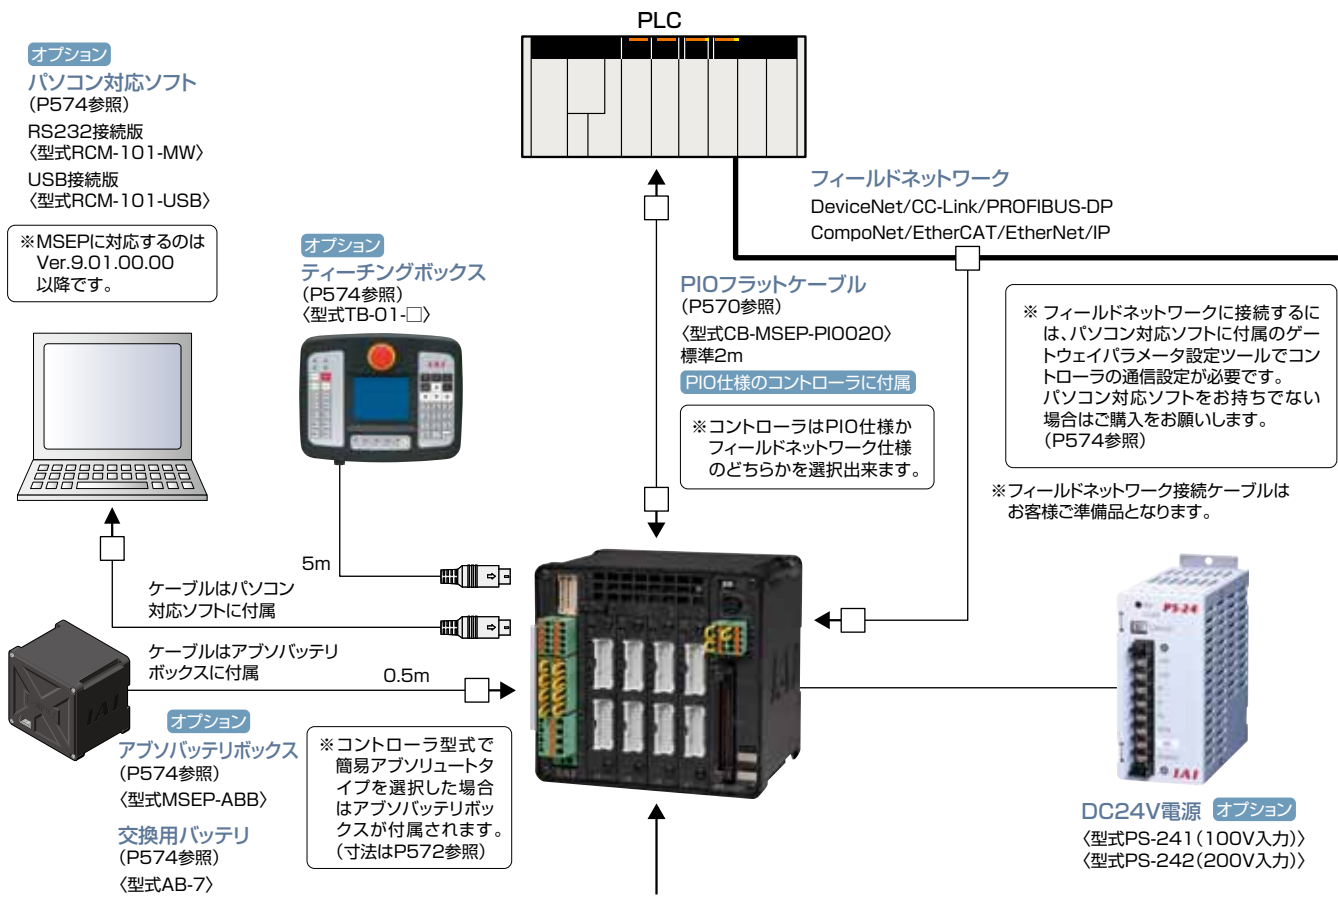 PLC
オプション
パソコン対応ソフト
(P574参照)
RS232接続版
〈型式RCM-101-MW〉
USB接続版
〈型式RCM-101-USB〉
※MSEPに対応するのは
Ver.9.01.00.00
以降です。
オプション
ティーチングボックス
(P574参照)
〈型式TB-01-□〉
フィールドネットワーク
DeviceNet/CC-Link/PROFIBUS-DP
CompoNet/EtherCAT/EtherNet/IP
PIOフラットケーブル
(P570参照)
〈型式CB-MSEP-PIO020〉
標準2m
PIO仕様のコントローラに付属
※コントローラはPIO仕様か
フィールドネットワーク仕様
のどちらかを選択出来ます。
※ フィールドネットワークに接続するに
は、パソコン対応ソフトに付属のゲー
トウェイパラメータ設定ツールでコン
トローラの通信設定が必要です。
パソコン対応ソフトをお持ちでない
場合はご購入をお願いします。
(P574参照)
※フィールドネットワーク接続ケーブルは
お客様ご準備品となります。
5m
ケーブルはパソコン
対応ソフトに付属
ケーブルはアブソバッテリ
ボックスに付属
0.5m
オプション
アブソバッテリボックス
(P574参照)
〈型式MSEP-ABB〉
交換用バッテリ
(P574参照)
〈型式AB-7〉
※コントローラ型式で
簡易アブソリュートタ
イプを選択した場合
はアブソバッテリボッ
クスが付属されます。
(寸法はP572参照)
PS-24
IAI
IAI
IAI
DC24V電源 オプション
〈型式PS-241(100V入力)〉
〈型式PS-242(200V入力)〉